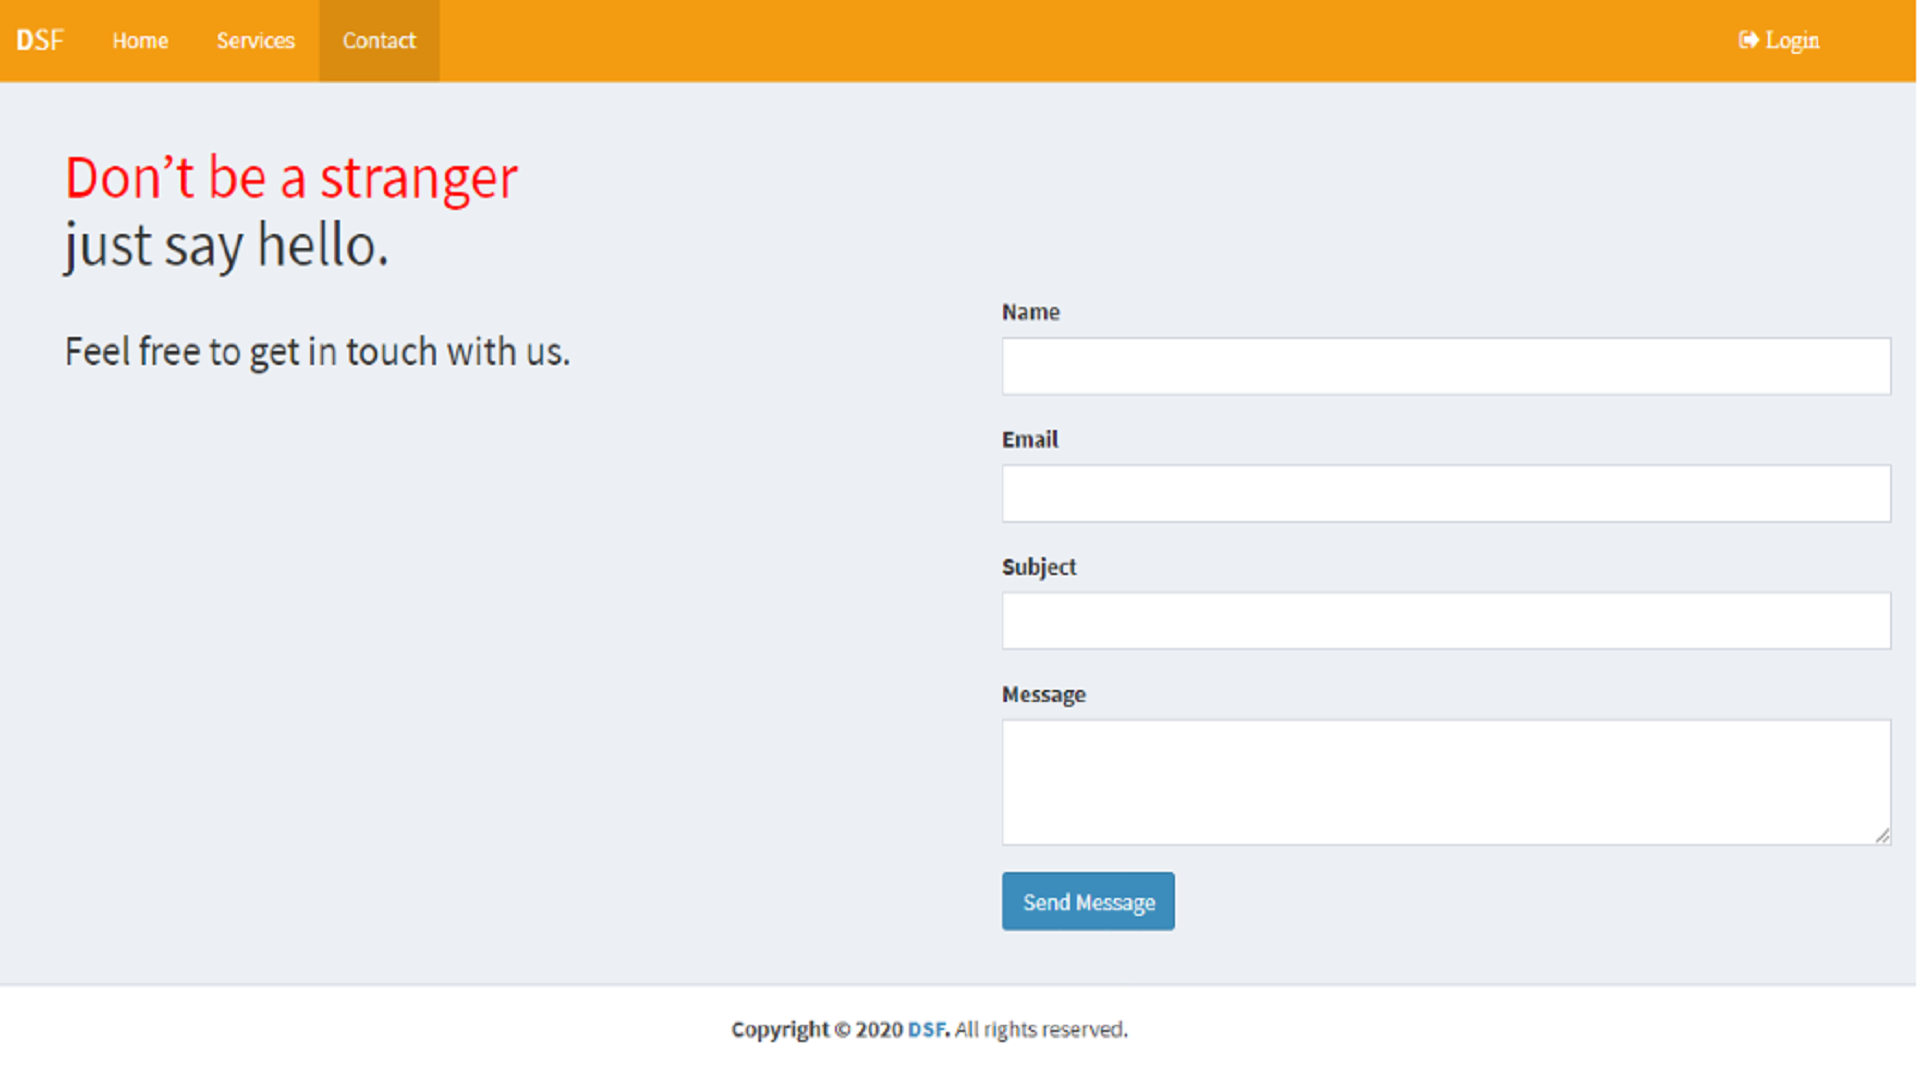 DSF Home Services Contact Login
Don't be a stranger
just say hello.
Feel free to get in touch with us.
Name
Email
Subject
Message
Send Message
Copyright © 2020 DSF. All rights reserved.